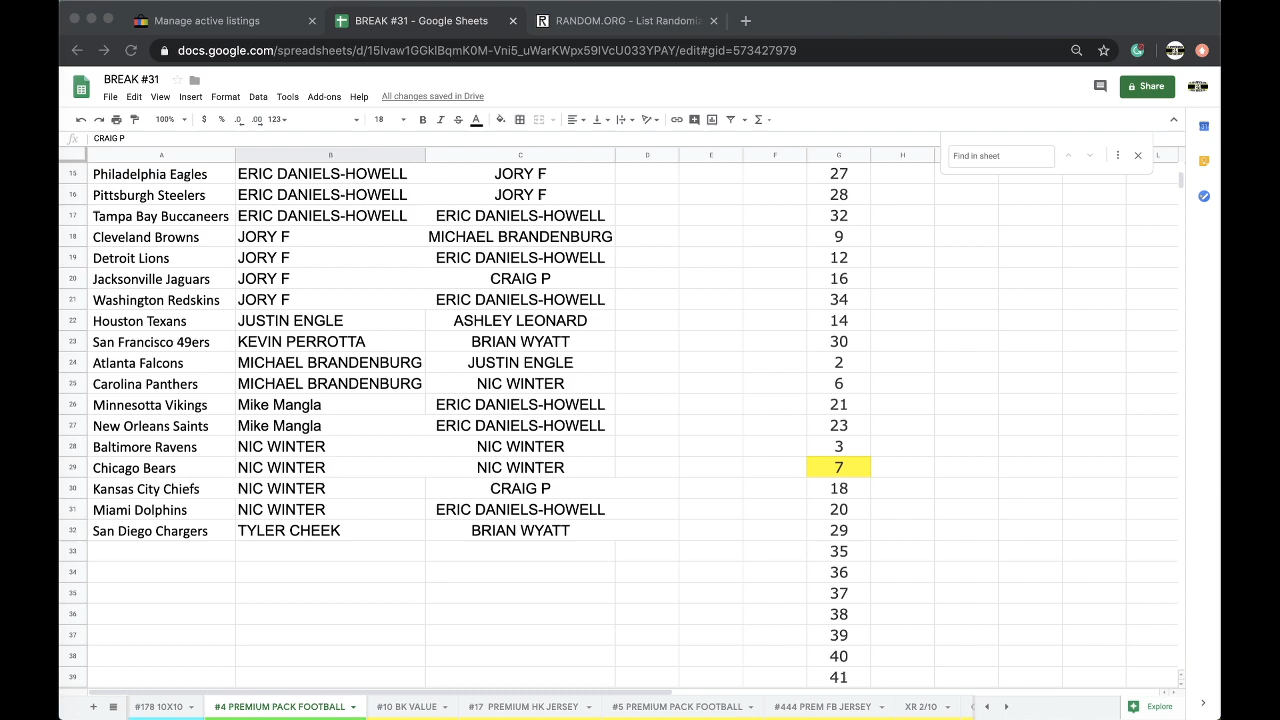 Manage active listings
BREAK #31 - Google Sheets
RANDOM.ORG - List Randomiz
docs.google.com/spreadsheets/d/15Ivaw1GGklBqmK0M-Vni5_uWarKWpx59IVcU033YPAY/edit#gid=573427979
BREAK #31
File Edit View Insert Format Data Tools Add-ons Help All changes saved in Drive
Share
100% $ % .0 .00 123 18 B I S A
fx CRAIG P
Find in sheet
A B C D E F G H L
15 Philadelphia Eagles ERIC DANIELS-HOWELL JORY F 27
16 Pittsburgh Steelers ERIC DANIELS-HOWELL JORY F 28
17 Tampa Bay Buccaneers ERIC DANIELS-HOWELL ERIC DANIELS-HOWELL 32
18 Cleveland Browns JORY F MICHAEL BRANDENBURG 9
19 Detroit Lions JORY F ERIC DANIELS-HOWELL 12
20 Jacksonville Jaguars JORY F CRAIG P 16
21 Washington Redskins JORY F ERIC DANIELS-HOWELL 34
22 Houston Texans JUSTIN ENGLE ASHLEY LEONARD 14
23 San Francisco 49ers KEVIN PERROTTA BRIAN WYATT 30
24 Atlanta Falcons MICHAEL BRANDENBURG JUSTIN ENGLE 2
25 Carolina Panthers MICHAEL BRANDENBURG NIC WINTER 6
26 Minnesotta Vikings Mike Mangla ERIC DANIELS-HOWELL 21
27 New Orleans Saints Mike Mangla ERIC DANIELS-HOWELL 23
28 Baltimore Ravens NIC WINTER NIC WINTER 3
29 Chicago Bears NIC WINTER NIC WINTER 7
30 Kansas City Chiefs NIC WINTER CRAIG P 18
31 Miami Dolphins NIC WINTER ERIC DANIELS-HOWELL 20
32 San Diego Chargers TYLER CHEEK BRIAN WYATT 29
33 35
34 36
35 37
36 38
37 39
38 40
39 41
#178 10X10 #4 PREMIUM PACK FOOTBALL #10 BK VALUE #17 PREMIUM HK JERSEY #5 PREMIUM PACK FOOTBALL #444 PREM FB JERSEY XR 2/10 Explore